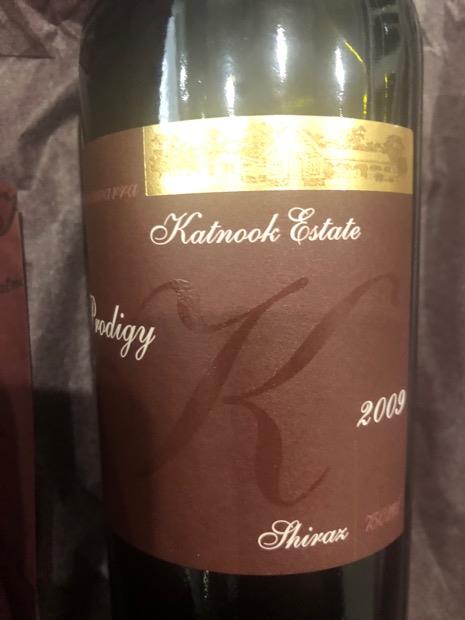 Katnook Estate
Prodigy
K
2009
Shiraz
750ml